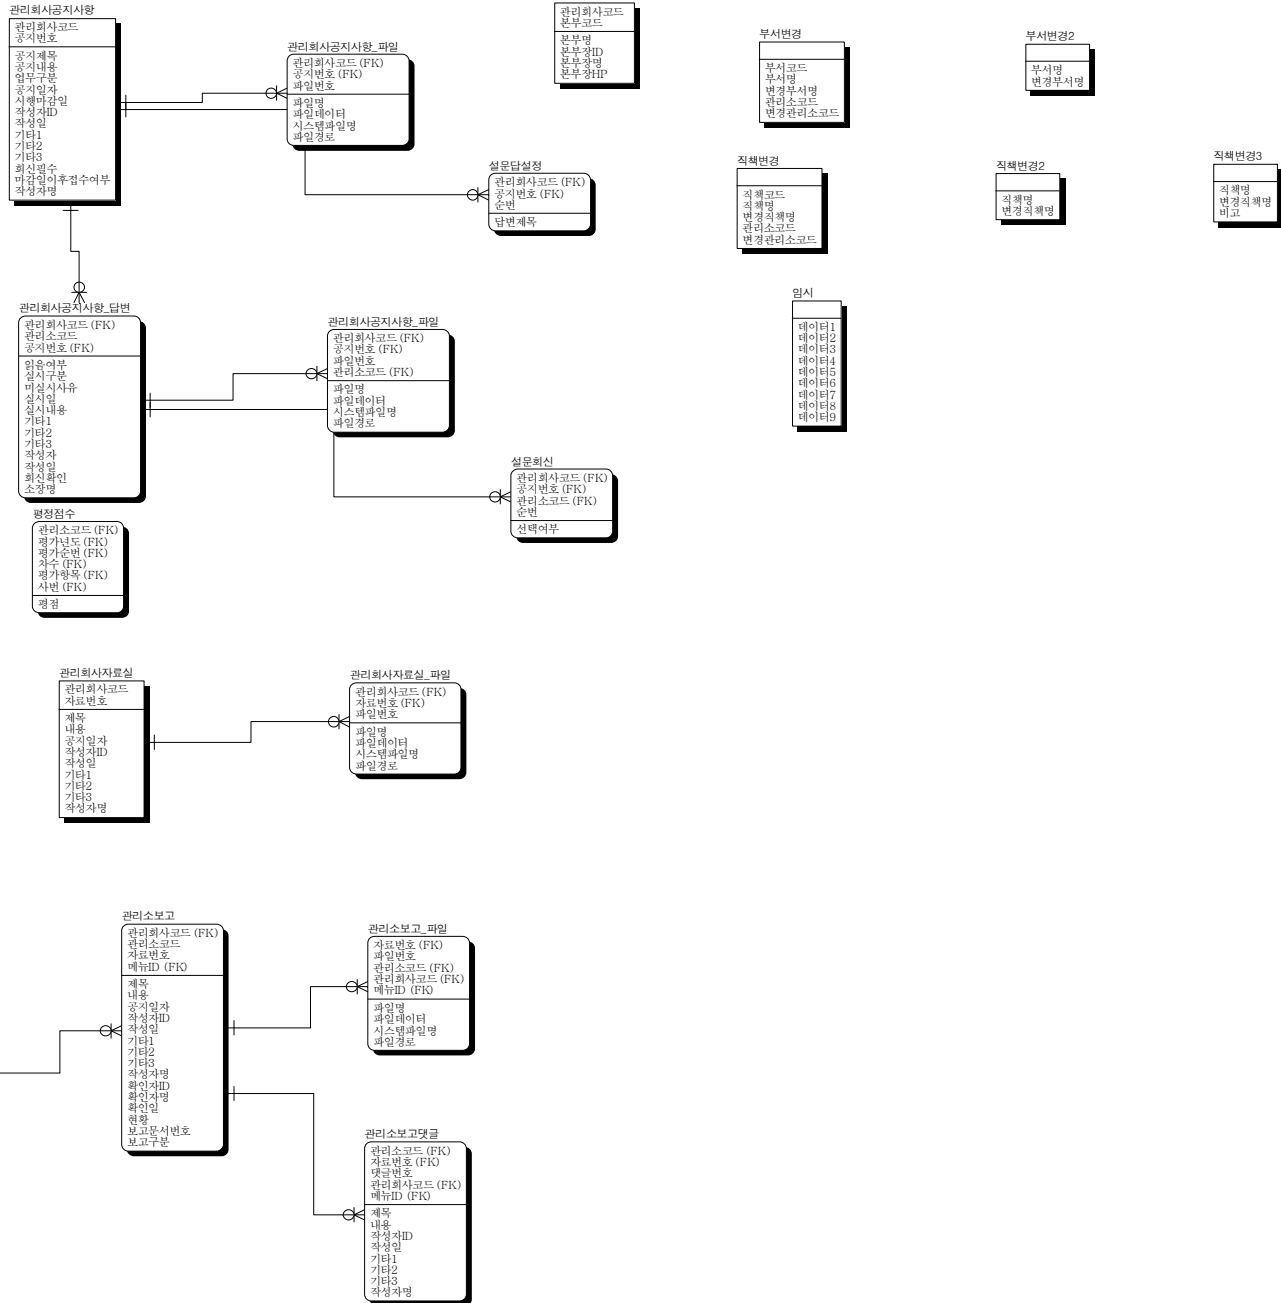 관리회사공지사항
관리회사코드
공지번호
공지제목
공지내용
업무구분
공지일자
시행마감일
작성자ID
작성일
기타1
기타2
기타3
회신필수
마감일이후접수여부
작성자명
관리회사공지사항_파일
관리회사코드 (FK)
공지번호 (FK)
파일번호
파일명
파일데이터
시스템파일명
파일경로
관리회사코드
본부코드
본부명
본부장ID
본부장명
본부장HP
부서변경
부서코드
부서명
변경부서명
관리소코드
변경관리소코드
부서변경2
부서명
변경부서명
설문답설정
관리회사코드 (FK)
공지번호 (FK)
순번
답변제목
직책변경
직책코드
직책명
변경직책명
관리소코드
변경관리소코드
직책변경2
직책명
변경직책명
직책변경3
직책명
변경직책명
비고
임시
데이터1
데이터2
데이터3
데이터4
데이터5
데이터6
데이터7
데이터8
데이터9
관리회사공지사항_답변
관리회사코드 (FK)
관리소코드
공지번호 (FK)
읽음여부
실시구분
미실시사유
실시일
실시내용
기타1
기타2
기타3
작성자
작성일
회신확인
소장명
관리회사공지사항_파일
관리회사코드 (FK)
공지번호 (FK)
파일번호
관리소코드 (FK)
파일명
파일데이터
시스템파일명
파일경로
설문회신
관리회사코드 (FK)
공지번호 (FK)
관리소코드 (FK)
순번
선택여부
평정점수
관리소코드 (FK)
평가년도 (FK)
평가순번 (FK)
차수 (FK)
평가항목 (FK)
사번 (FK)
평점
관리회사자료실
관리회사코드
자료번호
제목
내용
공지일자
작성자ID
작성일
기타1
기타2
기타3
작성자명
관리회사자료실_파일
관리회사코드 (FK)
자료번호 (FK)
파일번호
파일명
파일데이터
시스템파일명
파일경로
관리소보고
관리회사코드 (FK)
관리소코드
자료번호
메뉴ID (FK)
제목
내용
공지일자
작성자ID
작성일
기타1
기타2
기타3
작성자명
확인자ID
확인자명
확인일
현황
보고문서번호
보고구분
관리소보고_파일
자료번호 (FK)
파일번호
관리소코드 (FK)
관리회사코드 (FK)
메뉴ID (FK)
파일명
파일데이터
시스템파일명
파일경로
관리소보고댓글
관리소코드 (FK)
자료번호 (FK)
댓글번호
관리회사코드 (FK)
메뉴ID (FK)
제목
내용
작성자ID
작성일
기타1
기타2
기타3
작성자명